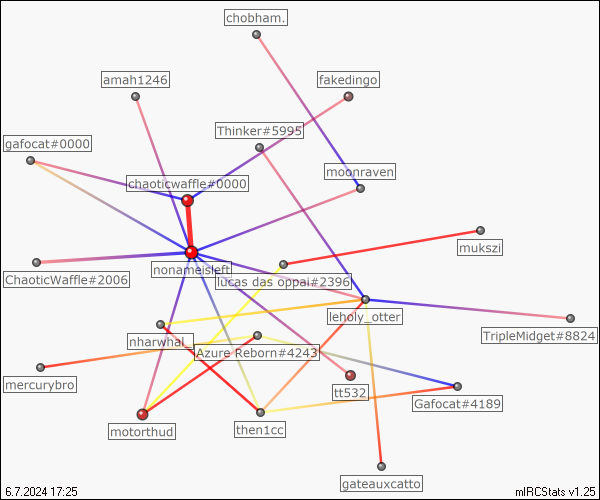 chobham.
amah1246
fakedingo
Thinker#5995
gafocat#0000
moonraven
chaoticwaffle#0000
mukszi
nonameisleft
ChaoticWaffle#2006
lucas das oppai#2396
leholy_otter
TripleMidget#8824
nharwhal_
Azure Reborn#4243
mercurybro
tt532
Gafocat#4189
motorthud
then1cc
gateauxcatto
6.7.2024 17:25
mIRCStats v1.25